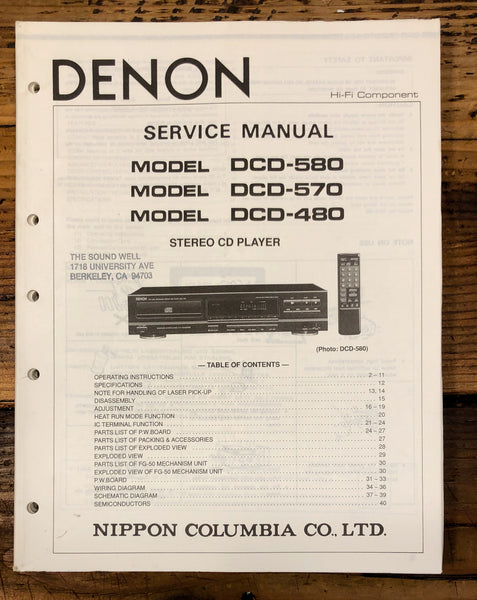 DENON
Hi-Fi Component
SERVICE MANUAL
MODEL DCD-580
MODEL DCD-570
MODEL DCD-480
STEREO CD PLAYER
THE SOUND WELL
1718 UNIVERSITY AVE
BERKELEY, CA 94703
DENON
(Photo: DCD-580)
— TABLE OF CONTENTS —
OPERATING INSTRUCTIONS 2 – 11
SPECIFICATIONS 12
NOTE FOR HANDLING OF LASER PICK-UP 13, 14
DISASSEMBLY 15
ADJUSTMENT 16 – 19
HEAT RUN MODE FUNCTION 20
IC TERMINAL FUNCTION 21 – 24
PARTS LIST OF P.W.BOARD 24 – 27
PARTS LIST OF PACKING & ACCESSORIES 27
PARTS LIST OF EXPLODED VIEW 28
EXPLODED VIEW 29
PARTS LIST OF FG-50 MECHANISM UNIT 30
EXPLODED VIEW OF FG-50 MECHANISM UNIT 30
P.W.BOARD 31 – 33
WIRING DIAGRAM 34 – 36
SCHEMATIC DIAGRAM 37 – 39
SEMICONDUCTORS 40
NIPPON COLUMBIA CO., LTD.